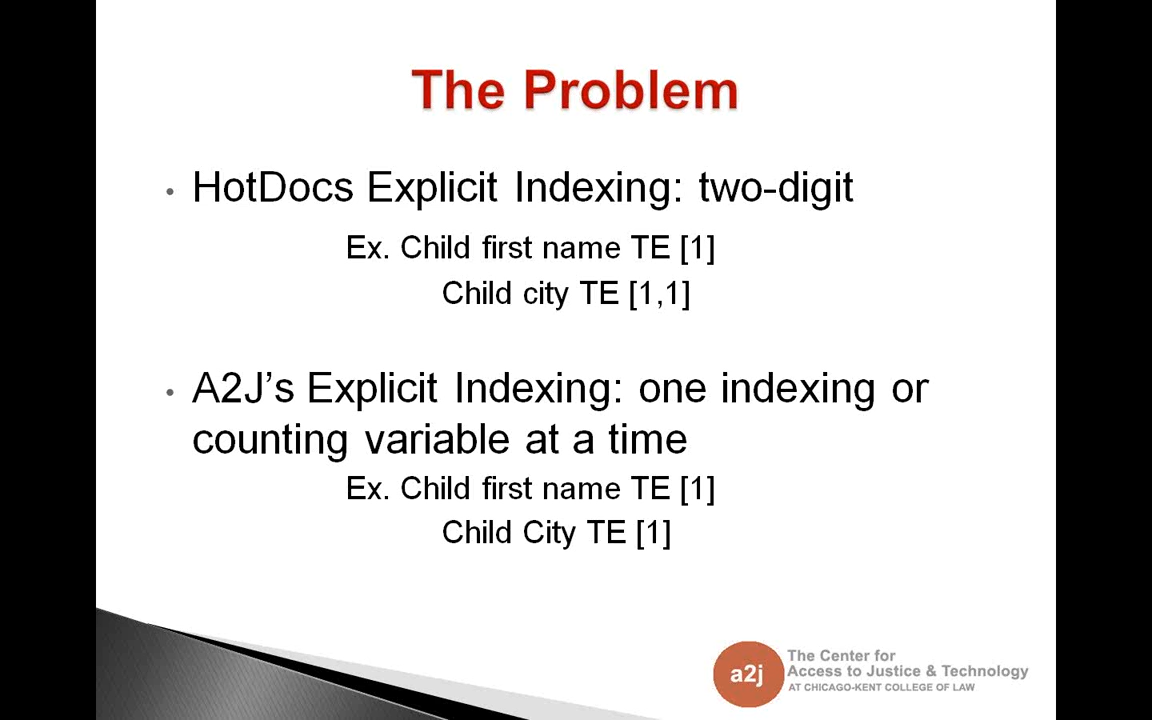 The Problem
• HotDocs Explicit Indexing: two-digit
Ex. Child first name TE [1]
Child city TE [1,1]
• A2J’s Explicit Indexing: one indexing or
counting variable at a time
Ex. Child first name TE [1]
Child City TE [1]
a2j
The Center for
Access to Justice & Technology
AT CHICAGO-KENT COLLEGE OF LAW